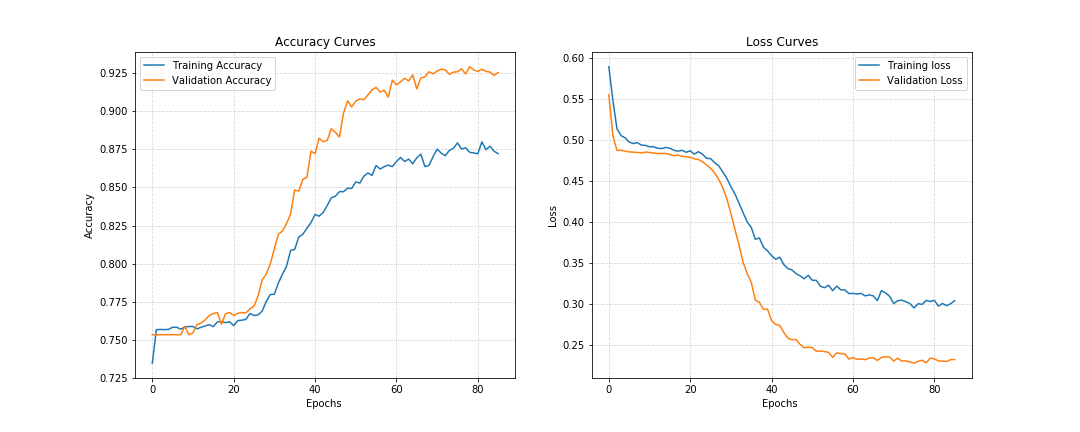 Accuracy Curves
Training Accuracy
Validation Accuracy
0.925
0.900
0.875
0.850
0.825
0.800
0.775
0.750
0.725
Accuracy
0 20 40 60 80
Epochs
Loss Curves
Training loss
Validation Loss
0.60
0.55
0.50
0.45
0.40
0.35
0.30
0.25
Loss
0 20 40 60 80
Epochs